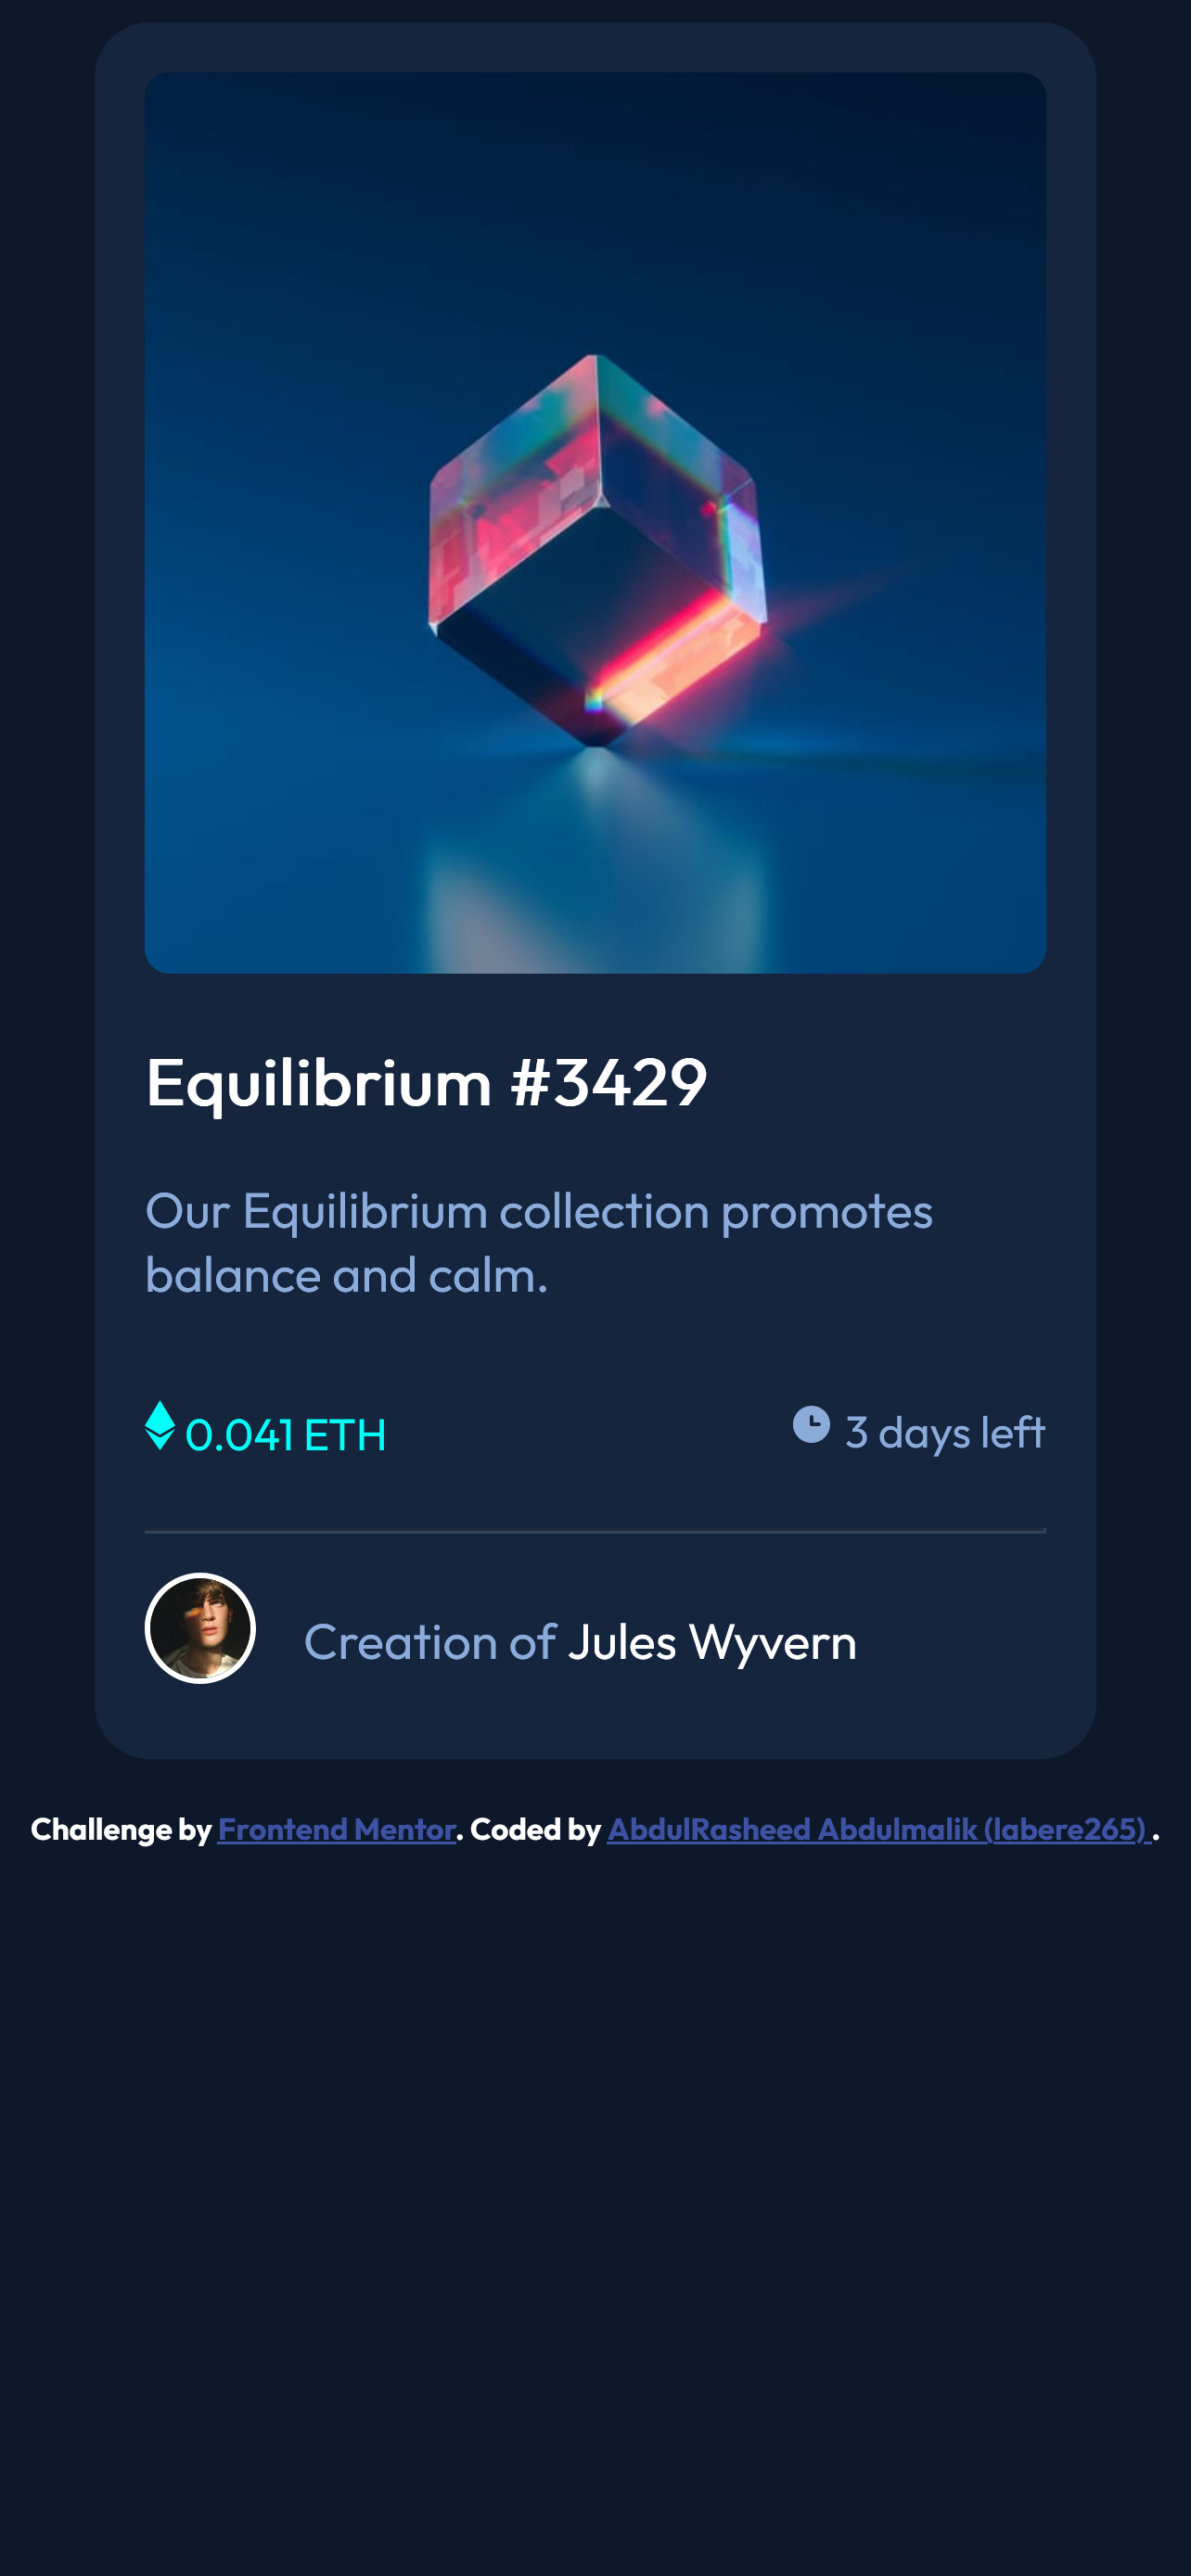 Equilibrium #3429
Our Equilibrium collection promotes
balance and calm.
0.041 ETH
3 days left
Creation of Jules Wyvern
Challenge by Frontend Mentor. Coded by AbdulRasheed Abdulmalik (labere265) .